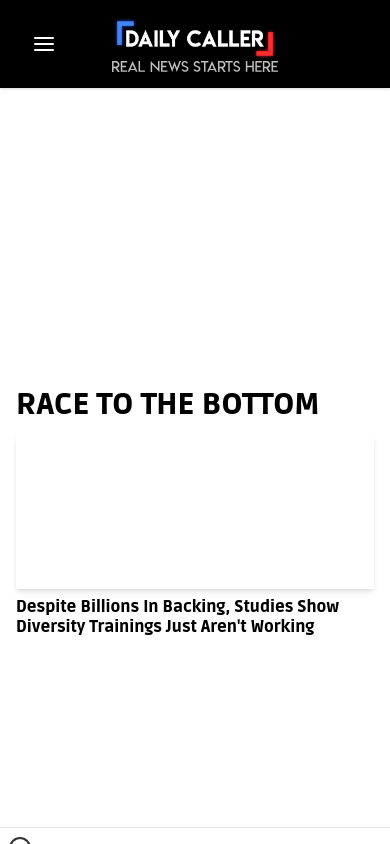 DAILY CALLER
REAL NEWS STARTS HERE
RACE TO THE BOTTOM
Despite Billions In Backing, Studies Show
Diversity Trainings Just Aren't Working